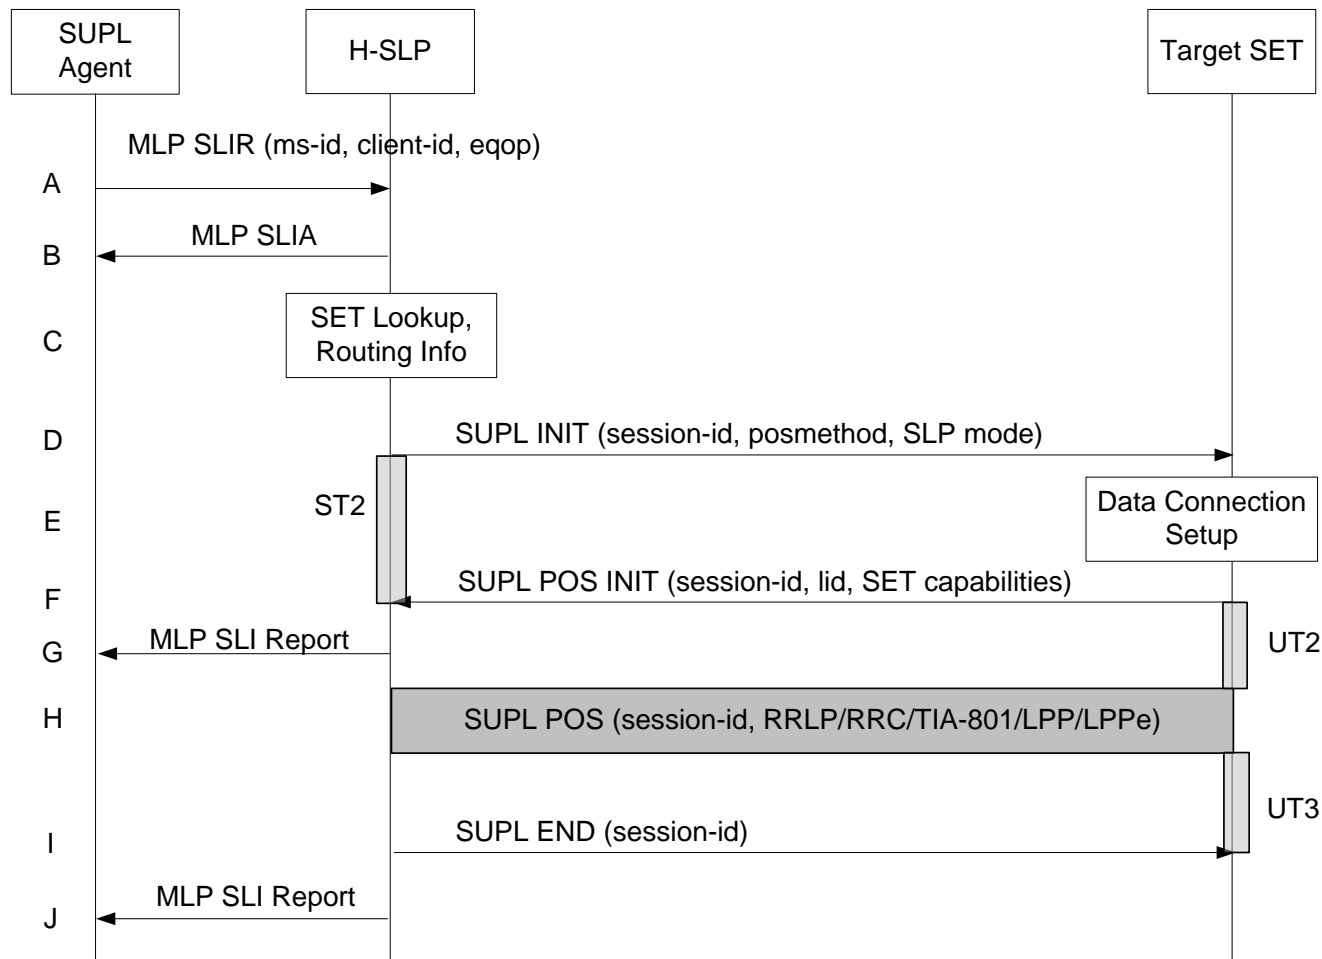 SUPL
Agent
H-SLP
Target SET
MLP SLIR (ms-id, client-id, eqop)
A
MLP SLIA
B
SET Lookup,
Routing Info
C
SUPL INIT (session-id, posmethod, SLP mode)
D
ST2
Data Connection
Setup
E
SUPL POS INIT (session-id, lid, SET capabilities)
F
MLP SLI Report
G
UT2
H
SUPL POS (session-id, RRLP/RRC/TIA-801/LPP/LPPe)
UT3
I
SUPL END (session-id)
MLP SLI Report
J